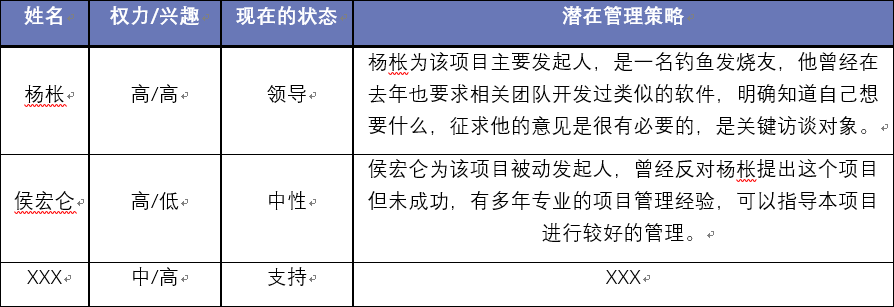 姓名 权力/兴趣 现在的状态 潜在管理策略
杨枨 高/高 领导
杨枨为该项目主要发起人，是一名钓鱼发烧友，他曾经在
去年也要求相关团队开发过类似的软件，明确知道自己想
要什么，征求他的意见是很有必要的，是关键访谈对象。
侯宏仑 高/低 中性
侯宏仑为该项目被动发起人，曾经反对杨枨提出这个项目
但未成功，有多年专业的项目管理经验，可以指导本项目
进行较好的管理。
XXX 中/高 支持 XXX